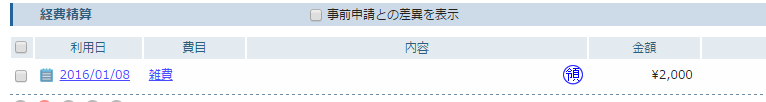 経費精算 事前申請との差異を表示
利用日 費目 内容 金額
2016/01/08 雑費 領 ¥2,000